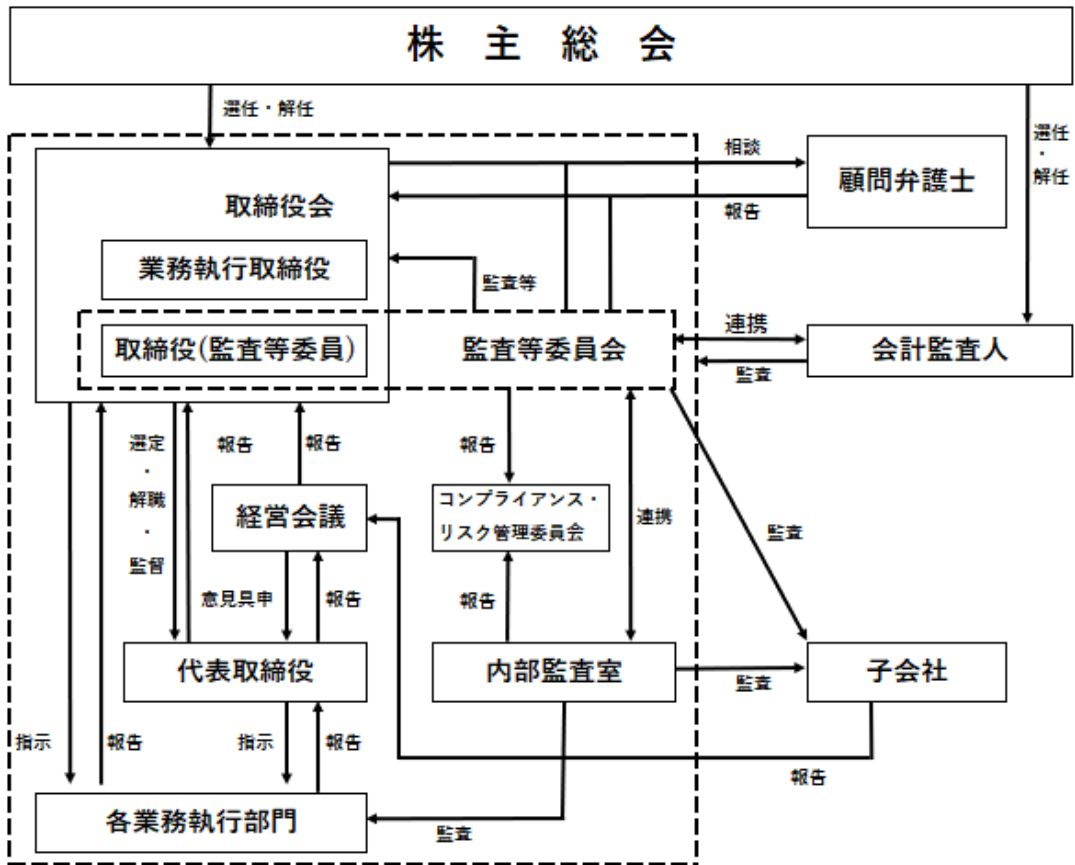 株主総会
選任・解任
選任・解任
相談
顧問弁護士
報告
取締役会
業務執行取締役
監査等
取締役(監査等委員)
監査等委員会
連携
会計監査人
監査
選定・解職・監督
報告
報告
報告
経営会議
コンプライアンス・
リスク管理委員会
連携
監査
意見具申
報告
報告
代表取締役
内部監査室
監査
子会社
指示
報告
指示
報告
報告
各業務執行部門
監査